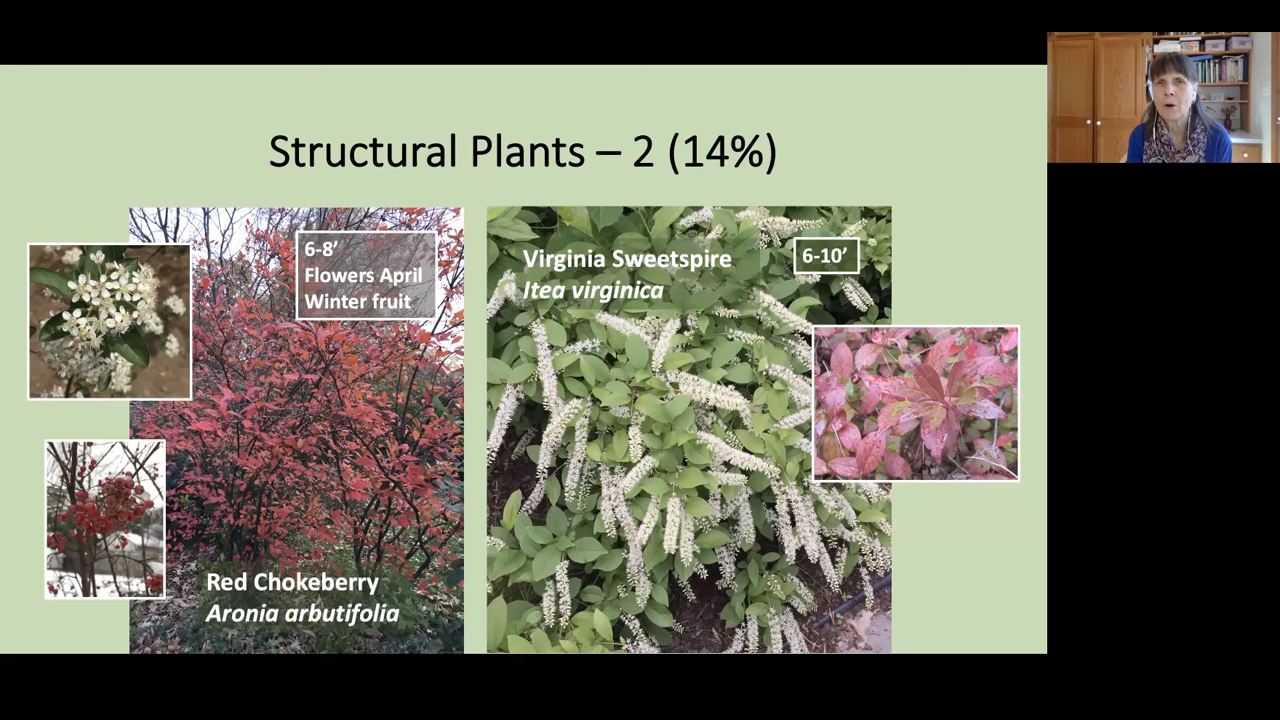 Structural Plants – 2 (14%)
6-8’
Flowers April
Winter fruit
Red Chokeberry
Aronia arbutifolia
Virginia Sweetspire
Itea virginica
6-10’